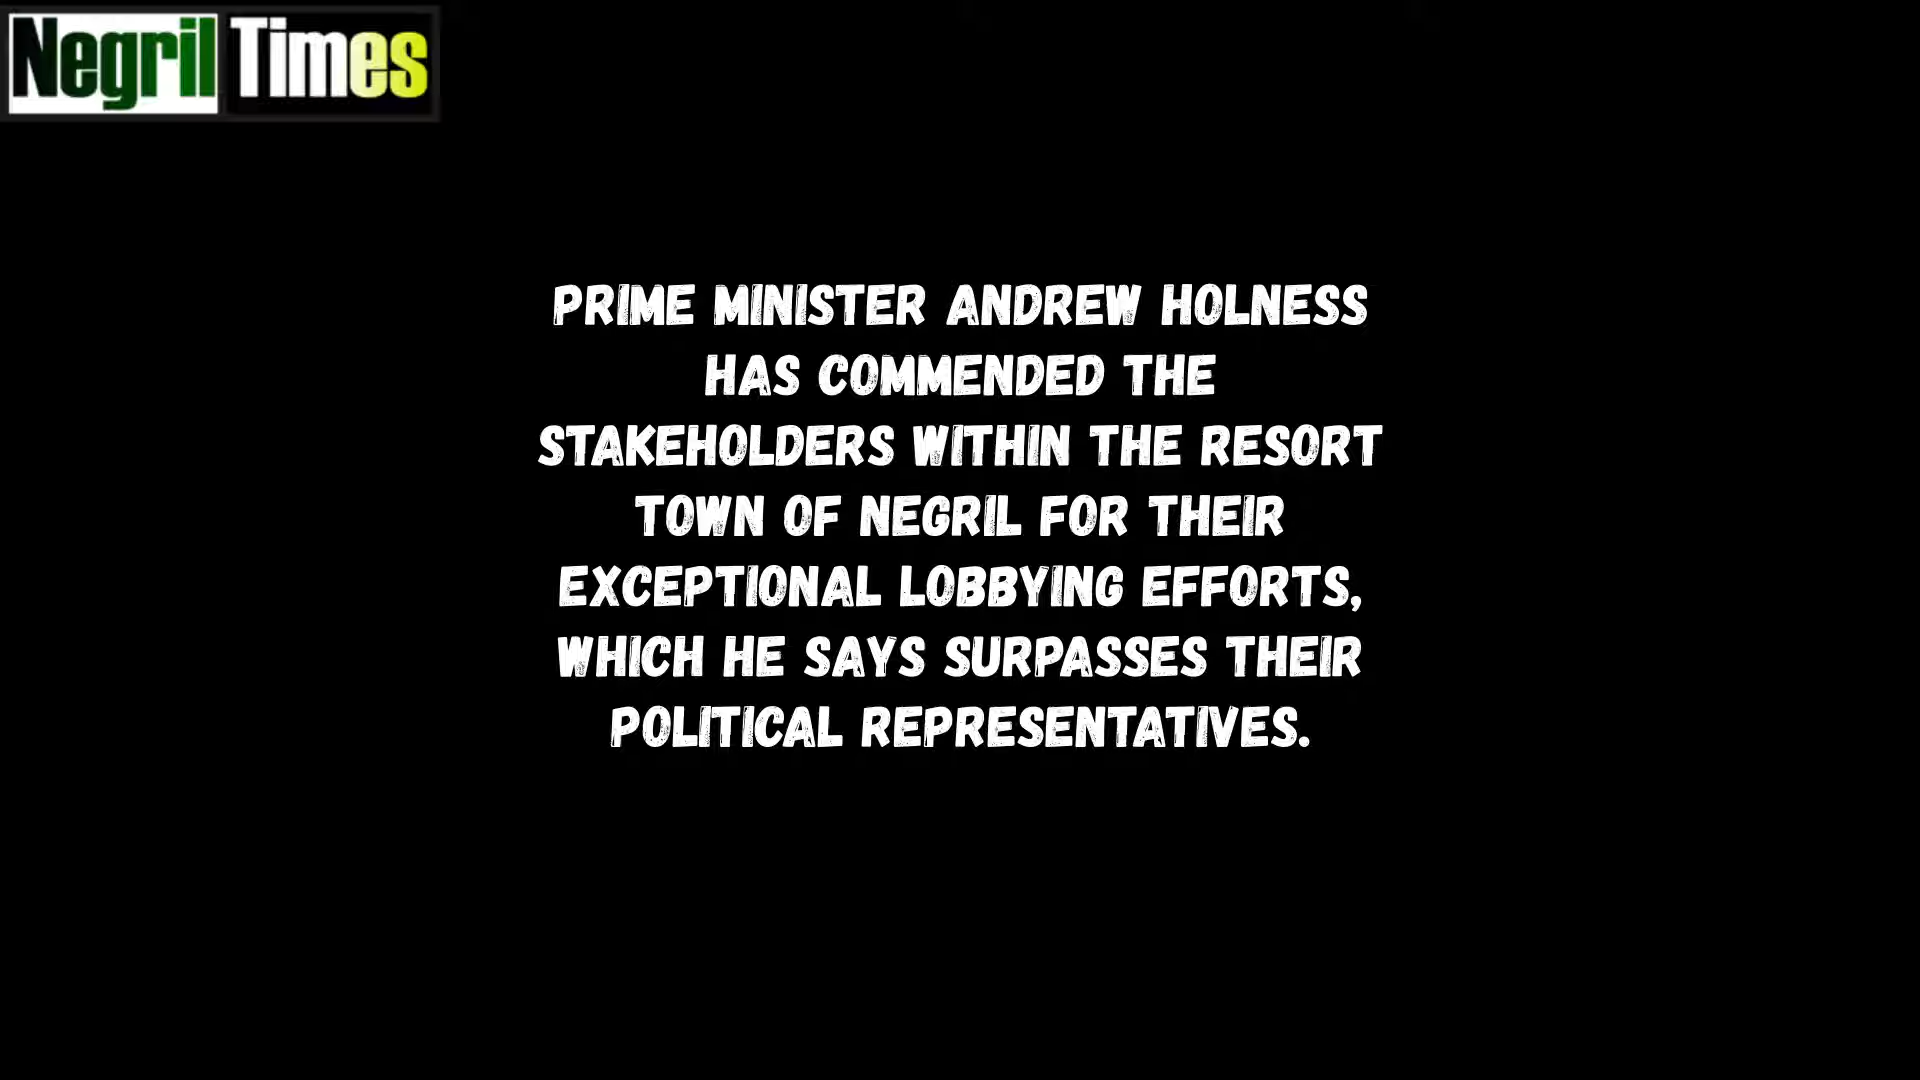 Negril Times
PRIME MINISTER ANDREW HOLNESS
HAS COMMENDED THE
STAKEHOLDERS WITHIN THE RESORT
TOWN OF NEGRIL FOR THEIR
EXCEPTIONAL LOBBYING EFFORTS,
WHICH HE SAYS SURPASSES THEIR
POLITICAL REPRESENTATIVES.